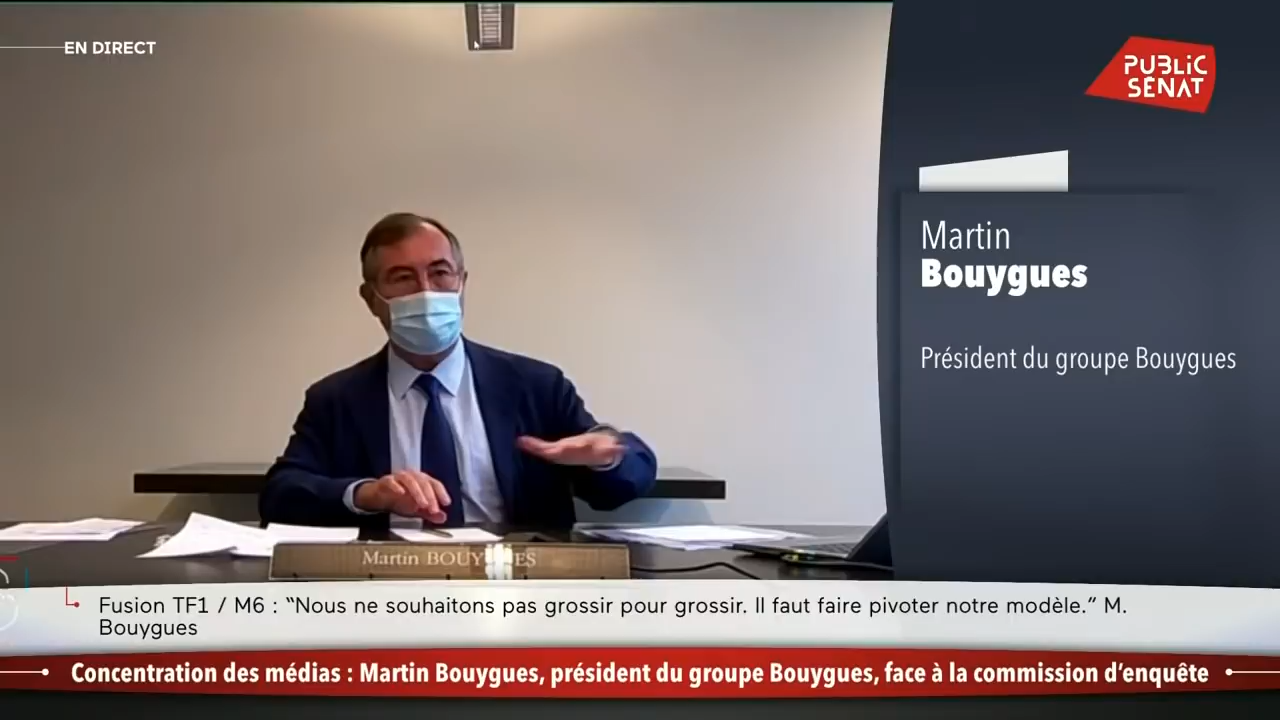 EN DIRECT
PUBLIC
SÉNAT
Martin
Bouygues
Président du groupe Bouygues
Martin BOUYGUES
Fusion TF1 / M6 : “Nous ne souhaitons pas grossir pour grossir. Il faut faire pivoter notre modèle.” M.
Bouygues
Concentration des médias : Martin Bouygues, président du groupe Bouygues, face à la commission d’enquête